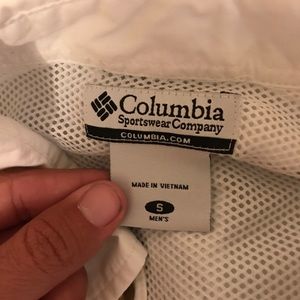 Columbia
Sportswear Company
COLUMBIA.COM
MADE IN VIETNAM
S
MEN'S